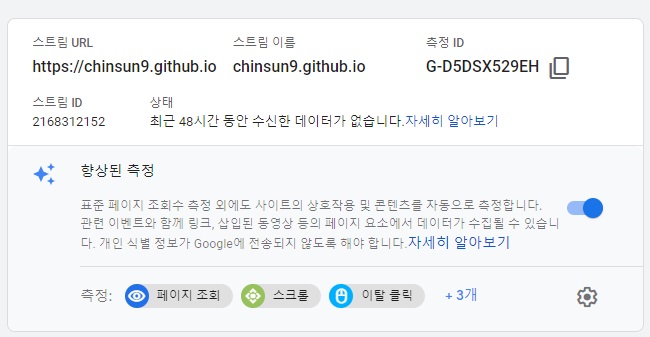 스트림 URL 스트림 이름 측정 ID
https://chinsun9.github.io chinsun9.github.io G-D5DSX529EH
스트림 ID 상태
2168312152 최근 48시간 동안 수신한 데이터가 없습니다.자세히 알아보기
향상된 측정
표준 페이지 조회수 측정 외에도 사이트의 상호작용 및 콘텐츠를 자동으로 측정합니다.
관련 이벤트와 함께 링크, 삽입된 동영상 등의 페이지 요소에서 데이터가 수집될 수 있습니
다. 개인 식별 정보가 Google에 전송되지 않도록 해야 합니다.자세히 알아보기
측정: 페이지 조회 스크롤 이탈 클릭 + 3개